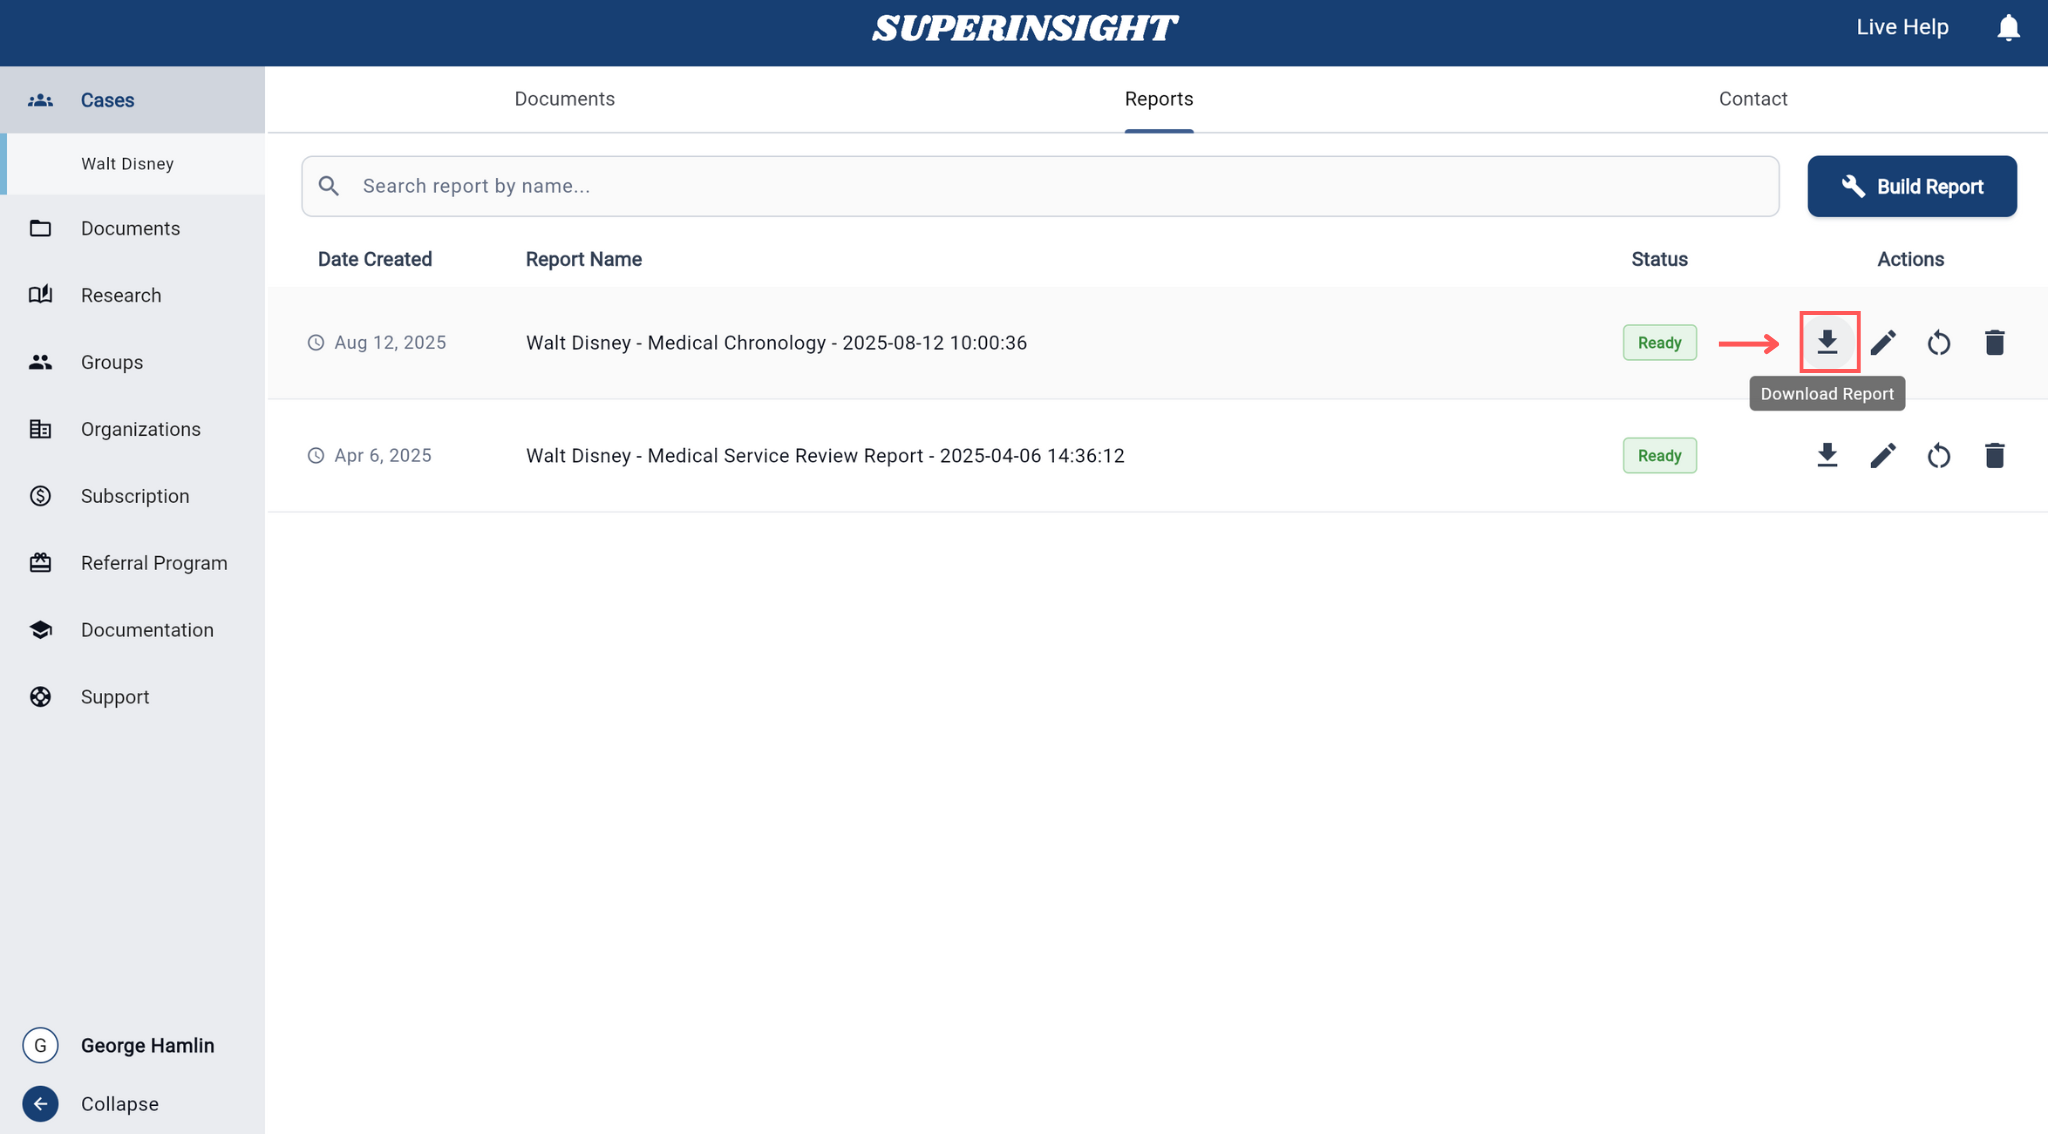 SUPERINSIGHT
Live Help
Cases
Documents
Reports
Contact
Walt Disney
Search report by name...
Build Report
Documents
Research
Groups
Organizations
Subscription
Referral Program
Documentation
Support
Date Created
Report Name
Status
Actions
Aug 12, 2025
Walt Disney - Medical Chronology - 2025-08-12 10:00:36
Ready
Download Report
Apr 6, 2025
Walt Disney - Medical Service Review Report - 2025-04-06 14:36:12
Ready
G
George Hamlin
Collapse